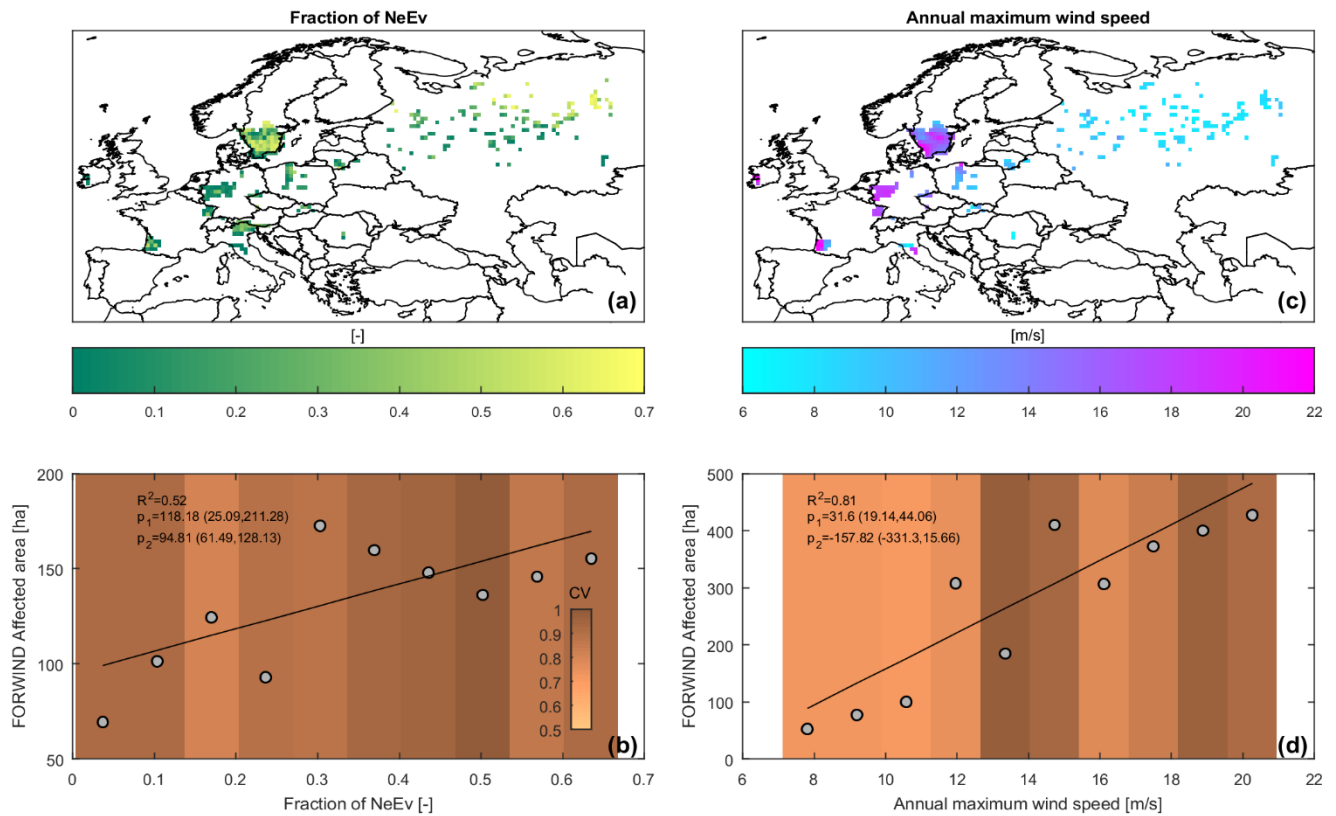 Fraction of NeEv
(a)
[-]
0 0.1 0.2 0.3 0.4 0.5 0.6 0.7
Annual maximum wind speed
(c)
[m/s]
6 8 10 12 14 16 18 20 22
FORWIND Affected area [ha]
200
150
100
50
R²=0.52
p₁=118.18 (25.09,211.28)
p₂=94.81 (61.49,128.13)
CV
1
0.9
0.8
0.7
0.6
0.5
(b)
0 0.1 0.2 0.3 0.4 0.5 0.6 0.7
Fraction of NeEv [-]
FORWIND Affected area [ha]
500
400
300
200
100
0
R²=0.81
p₁=31.6 (19.14,44.06)
p₂=-157.82 (-331.3,15.66)
(d)
6 8 10 12 14 16 18 20 22
Annual maximum wind speed [m/s]